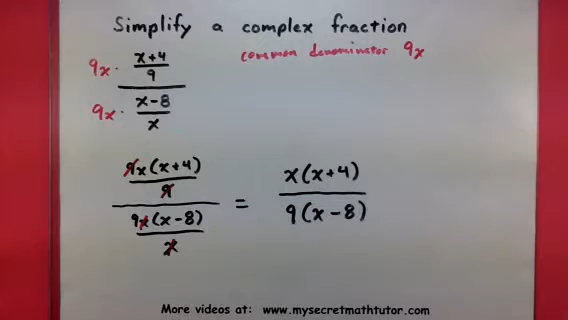 Simplify a complex fraction
common denominator 9x
9x · (x+4)/9
9x · (x-8)/x
9x(x+4)/9
9x(x-8)/x
=
x(x+4)
9(x-8)
More videos at: www.mysecretmathtutor.com